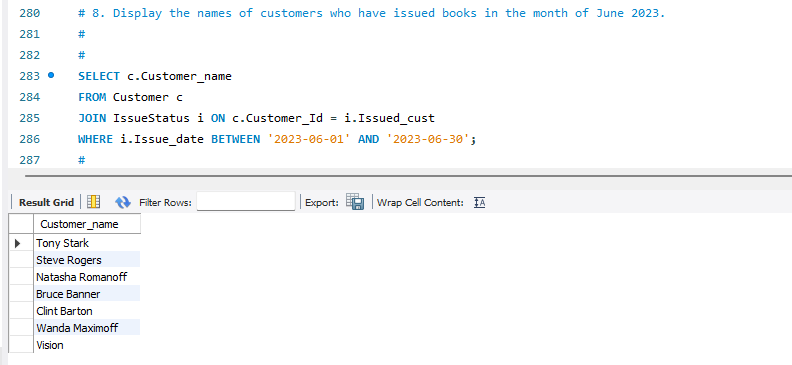 280 # 8. Display the names of customers who have issued books in the month of June 2023.
281 #
282 #
283 SELECT c.Customer_name
284 FROM Customer c
285 JOIN IssueStatus i ON c.Customer_Id = i.Issued_cust
286 WHERE i.Issue_date BETWEEN '2023-06-01' AND '2023-06-30';
287 #
Result Grid Filter Rows: Export: Wrap Cell Content: IA
Customer_name
Tony Stark
Steve Rogers
Natasha Romanoff
Bruce Banner
Clint Barton
Wanda Maximoff
Vision